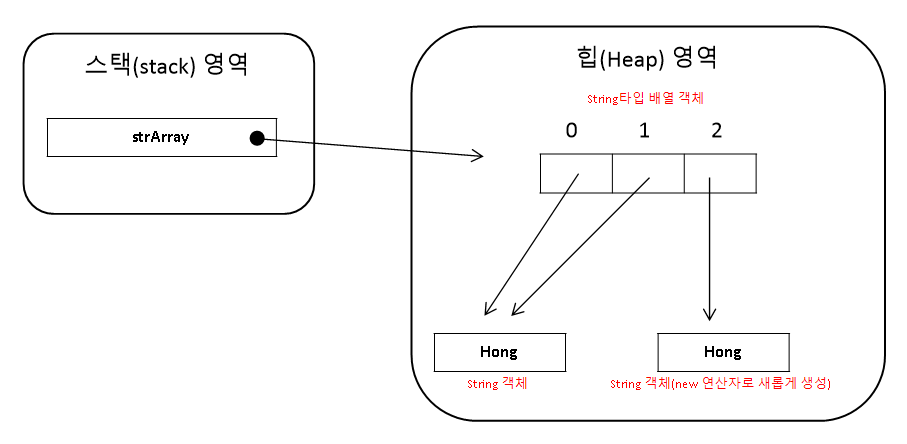 스택(stack) 영역
strArray
힙(Heap) 영역
String타입 배열 객체
0 1 2
Hong
String 객체
Hong
String 객체(new 연산자로 새롭게 생성)